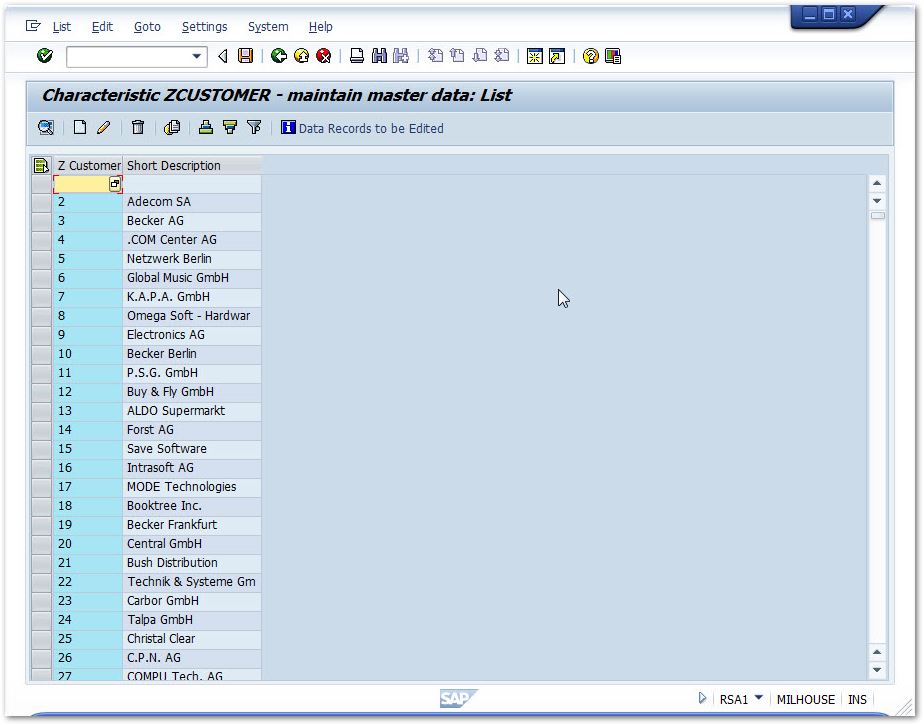 List Edit Goto Settings System Help
Characteristic ZCUSTOMER - maintain master data: List
Data Records to be Edited
Z Customer Short Description
2 Adecom SA
3 Becker AG
4 .COM Center AG
5 Netzwerk Berlin
6 Global Music GmbH
7 K.A.P.A. GmbH
8 Omega Soft - Hardwar
9 Electronics AG
10 Becker Berlin
11 P.S.G. GmbH
12 Buy & Fly GmbH
13 ALDO Supermarkt
14 Forst AG
15 Save Software
16 Intrasoft AG
17 MODE Technologies
18 Booktree Inc.
19 Becker Frankfurt
20 Central GmbH
21 Bush Distribution
22 Technik & Systeme Gm
23 Carbor GmbH
24 Talpa GmbH
25 Christal Clear
26 C.P.N. AG
27 COMPU Tech. AG
SAP RSA1 MILHOUSE INS